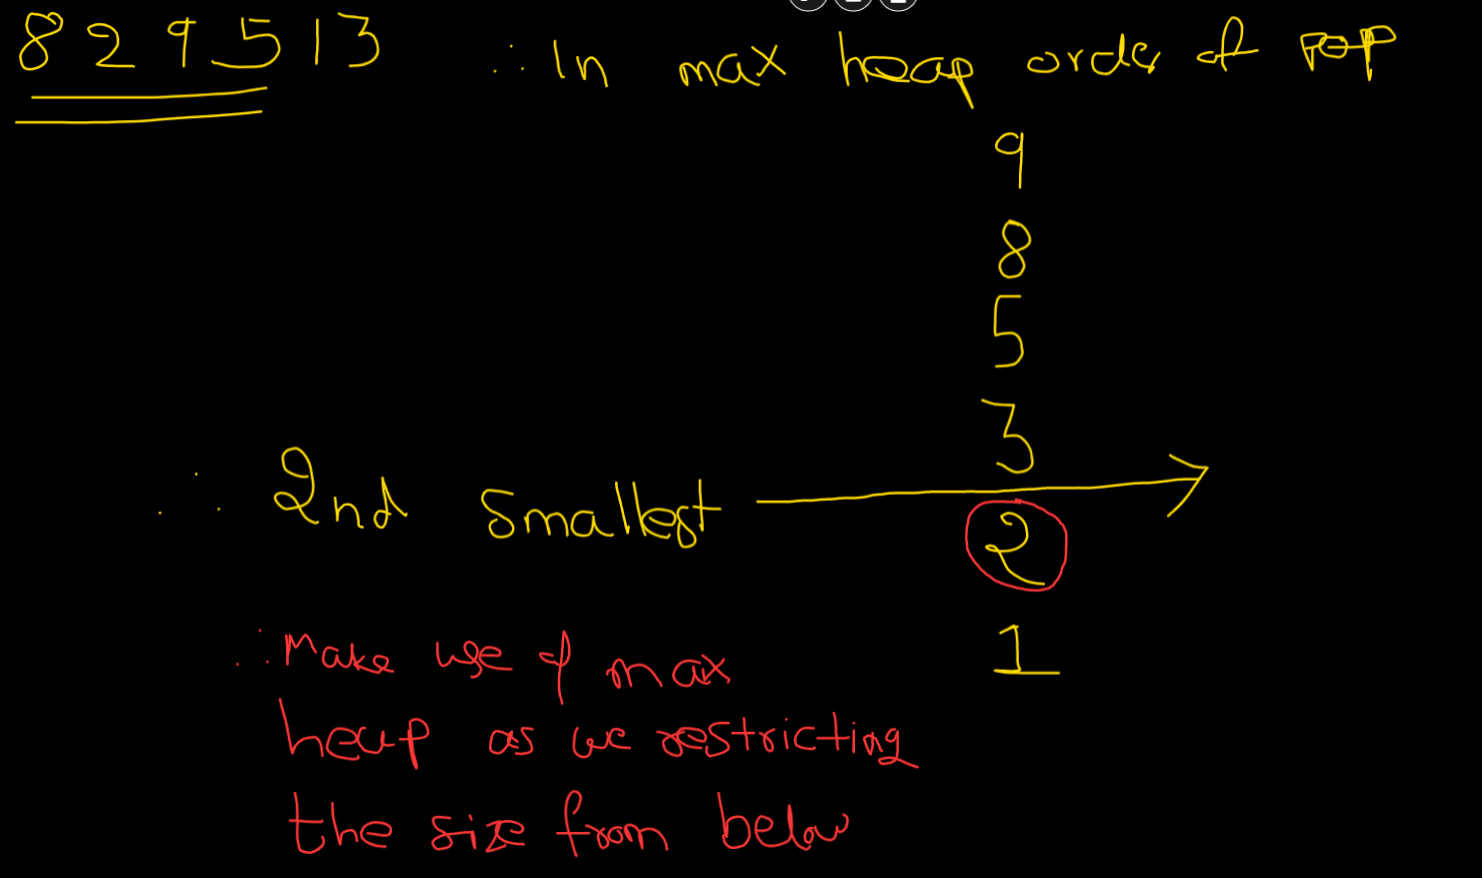 8 2 9 5 1 3 ∴ In max heap order of pop
9
8
5
3
∴ 2nd smallest → 2
1
∴ Make use of max
heap as we restricting
the size from below